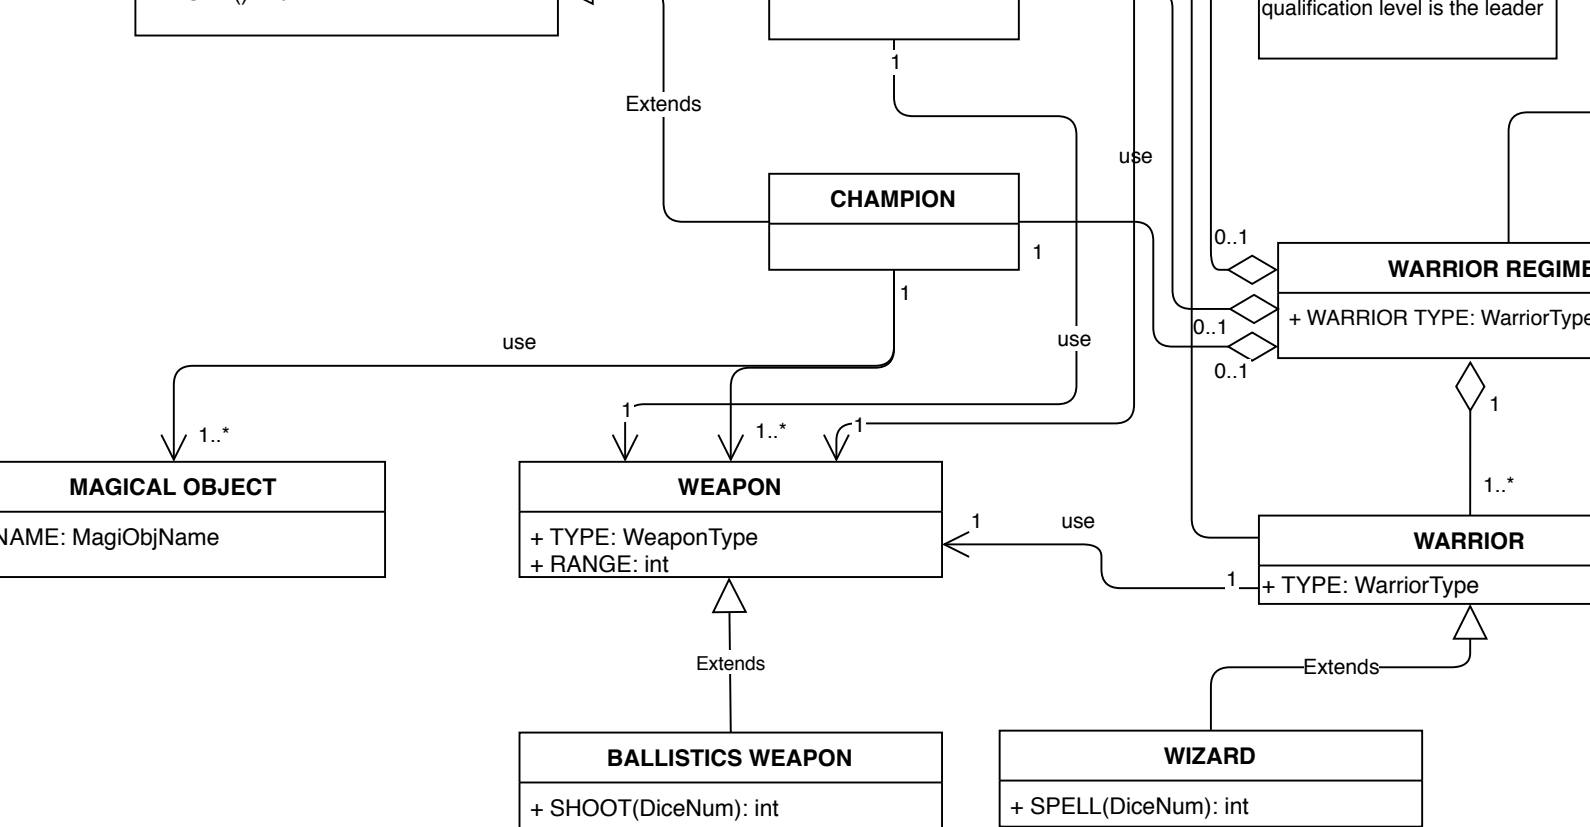 qualification level is the leader
1
Extends
use
CHAMPION
1
0..1
WARRIOR REGIME
1
+ WARRIOR TYPE: WarriorType
0..1
use
use
0..1
1
1
1..*
1..*
1
1..*
MAGICAL OBJECT
WEAPON
NAME: MagiObjName
+ TYPE: WeaponType
+ RANGE: int
1
use
WARRIOR
1
+ TYPE: WarriorType
Extends
Extends
BALLISTICS WEAPON
WIZARD
+ SHOOT(DiceNum): int
+ SPELL(DiceNum): int